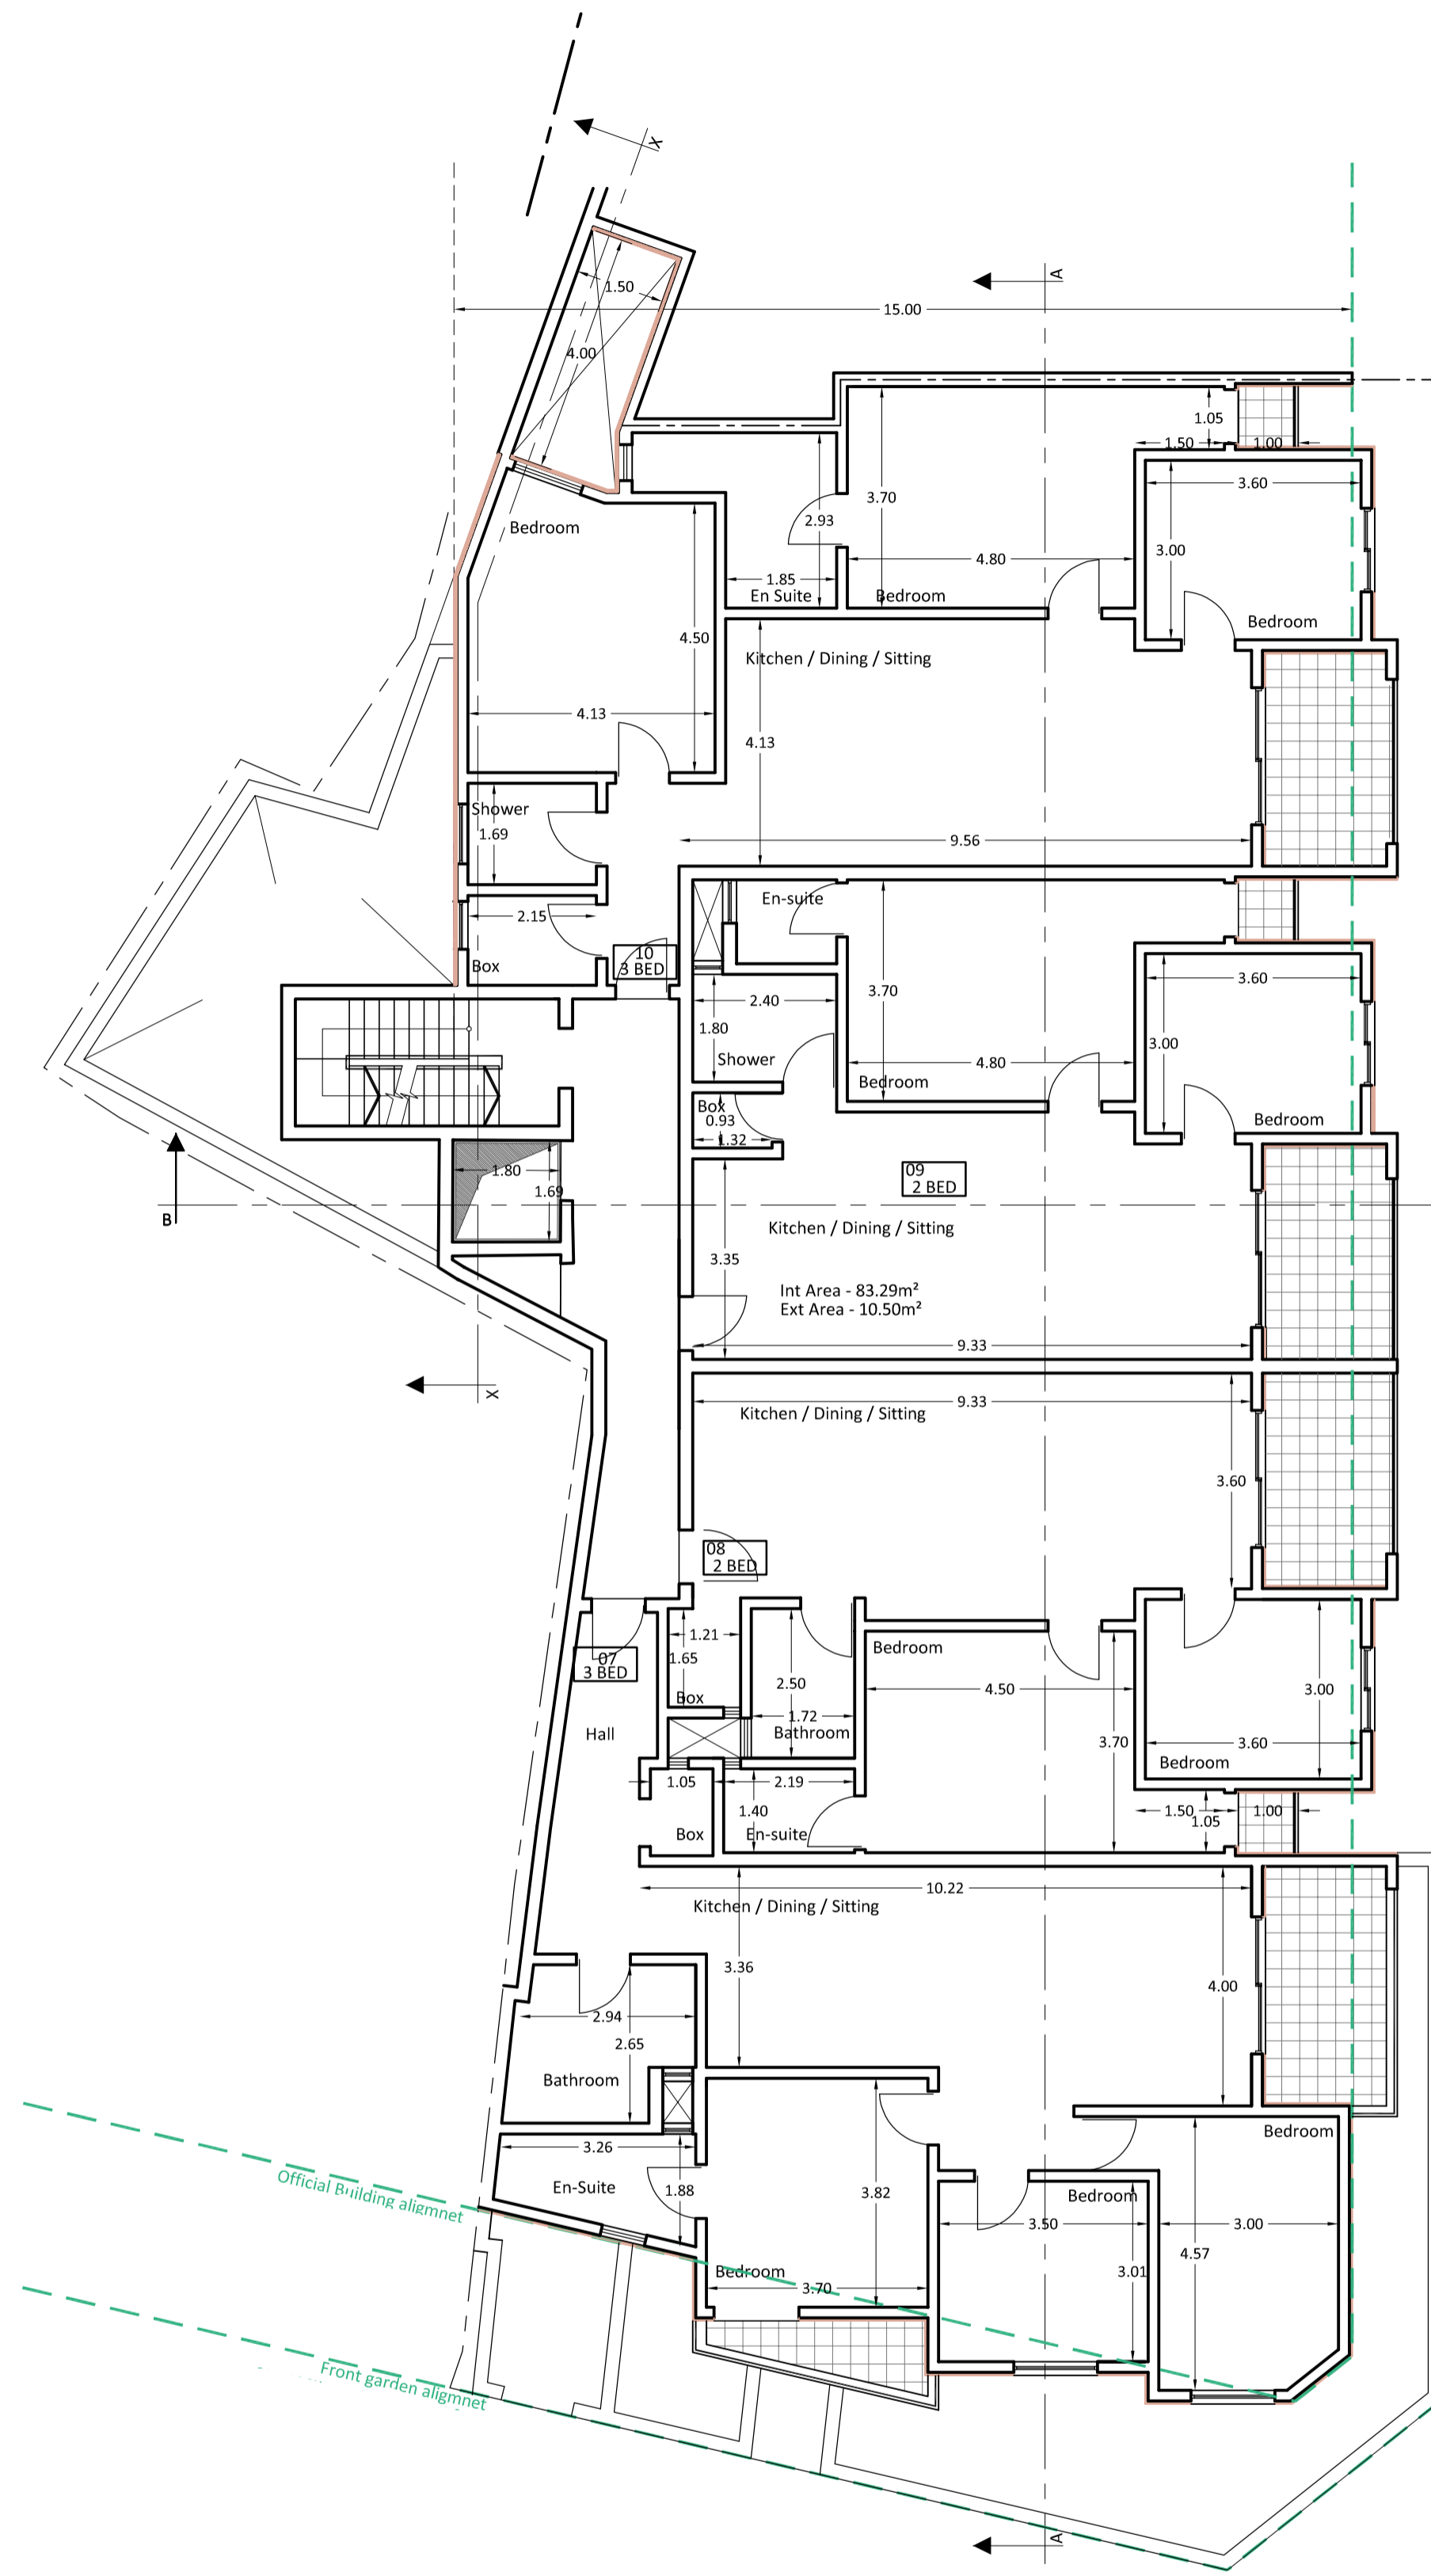 X
A
15.00
1.50
4.00
1.05
1.50
1.00
3.70
2.93
3.60
3.00
4.80
1.85
En Suite
Bedroom
Bedroom
Bedroom
4.50
Kitchen / Dining / Sitting
4.13
4.13
9.56
Shower
1.69
2.15
Box
10
3 BED
En-suite
3.70
3.60
2.40
1.80
Shower
3.00
4.80
Bedroom
Box
0.93
1.32
Bedroom
1.80
1.69
09
2 BED
B
Kitchen / Dining / Sitting
3.35
Int Area - 83.29m²
Ext Area - 10.50m²
9.33
X
9.33
Kitchen / Dining / Sitting
3.60
08
2 BED
07
3 BED
1.21
1.65
Box
2.50
1.72
Bathroom
Bedroom
4.50
3.00
3.70
3.60
Bedroom
Hall
1.05
2.19
1.40
Box
En-suite
1.50
1.05
1.00
10.22
Kitchen / Dining / Sitting
3.36
4.00
2.94
2.65
Bathroom
Bedroom
3.26
En-Suite
1.88
3.82
Bedroom
3.50
3.00
4.57
3.01
Bedroom
3.70
Official Building alignmet
Front garden alignmet
A